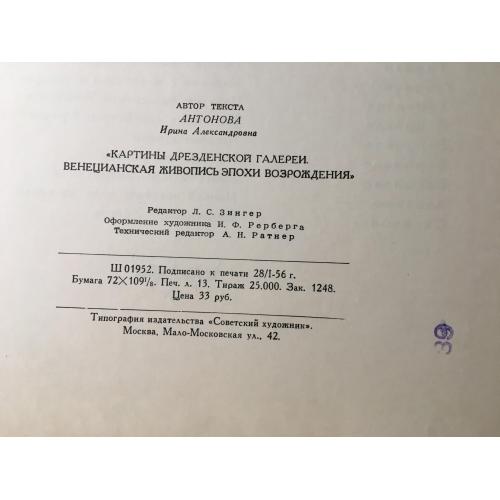 АВТОР ТЕКСТА
АНТОНОВА
Ирина Александровна
«КАРТИНЫ ДРЕЗДЕНСКОЙ ГАЛЕРЕИ.
ВЕНЕЦИАНСКАЯ ЖИВОПИСЬ ЭПОХИ ВОЗРОЖДЕНИЯ»
Редактор Л. С. Зингер
Оформление художника И. Ф. Рерберга
Технический редактор А. Н. Ратнер
Ш 01952. Подписано к печати 28/I-56 г.
Бумага 72×109¹/₈. Печ. л. 13. Тираж 25.000. Зак. 1248.
Цена 33 руб.
Типография издательства «Советский художник».
Москва, Мало-Московская ул., 42.
39